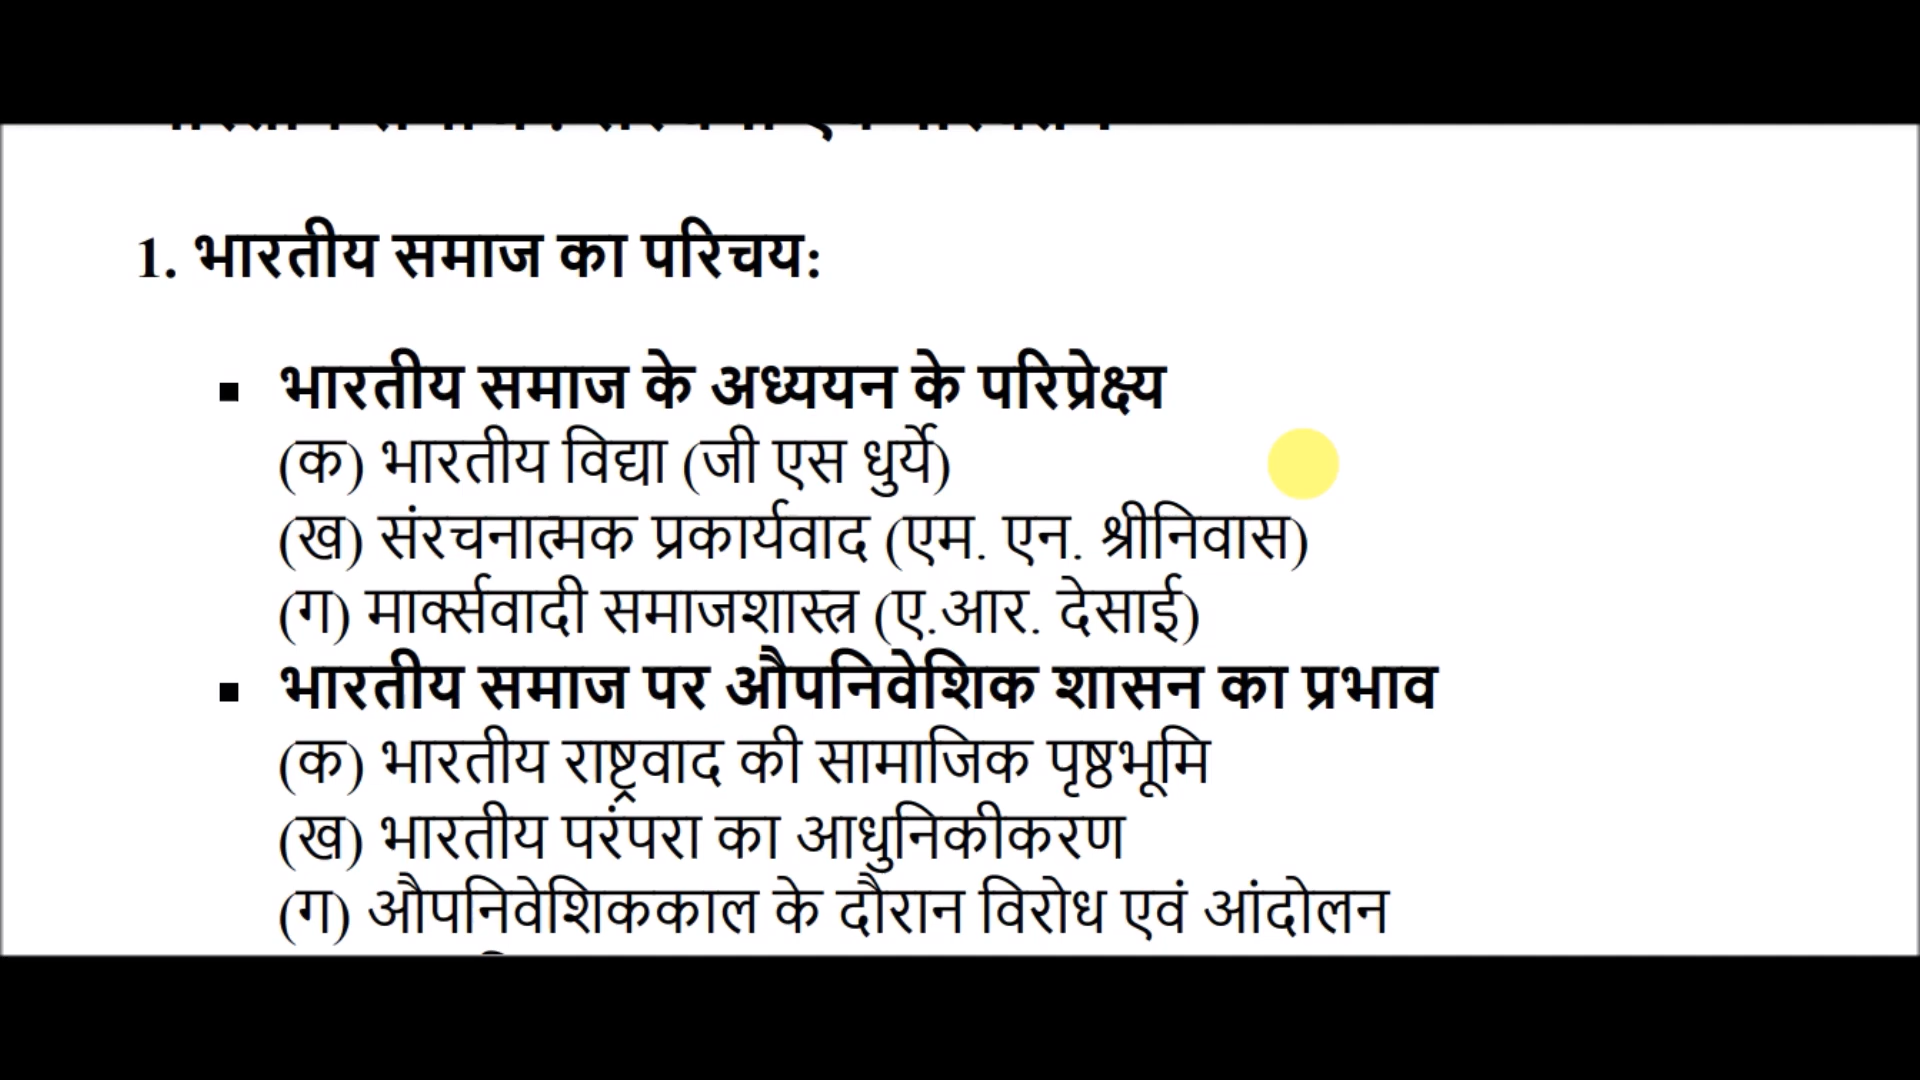 1. भारतीय समाज का परिचय:
भारतीय समाज के अध्ययन के परिप्रेक्ष्य
(क) भारतीय विद्या (जी एस धुर्ये)
(ख) संरचनात्मक प्रकार्यवाद (एम. एन. श्रीनिवास)
(ग) मार्क्सवादी समाजशास्त्र (ए.आर. देसाई)
भारतीय समाज पर औपनिवेशिक शासन का प्रभाव
(क) भारतीय राष्ट्रवाद की सामाजिक पृष्ठभूमि
(ख) भारतीय परंपरा का आधुनिकीकरण
(ग) औपनिवेशिककाल के दौरान विरोध एवं आंदोलन